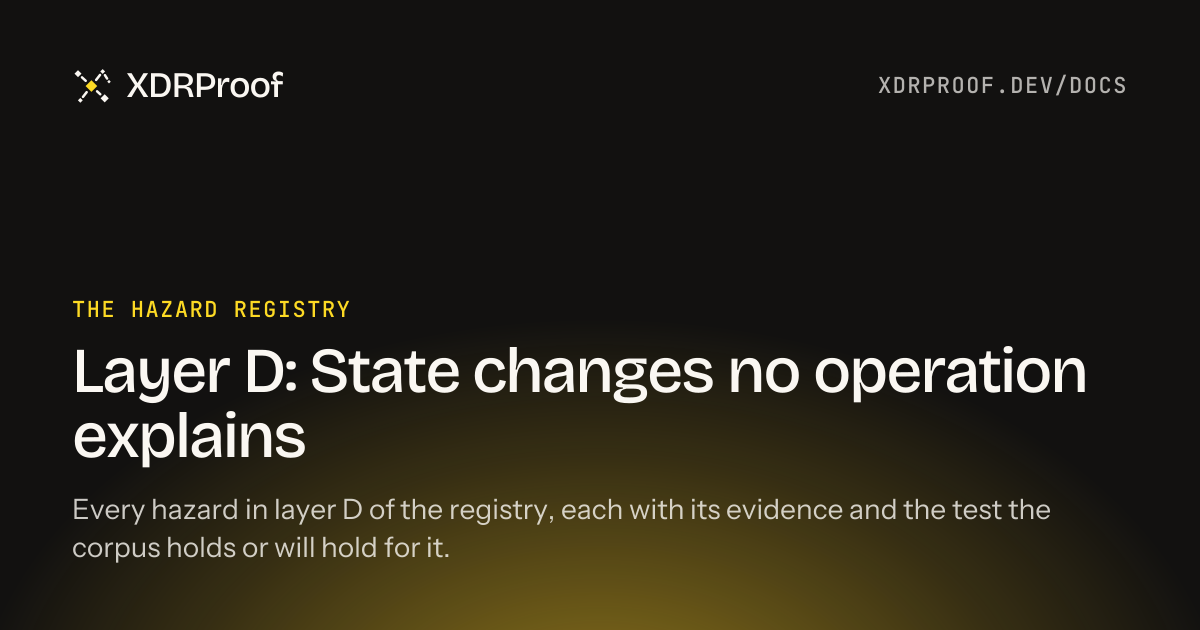 XDRProof
XDRPROOF.DEV/DOCS
THE HAZARD REGISTRY
Layer D: State changes no operation
explains
Every hazard in layer D of the registry, each with its evidence and the test the
corpus holds or will hold for it.